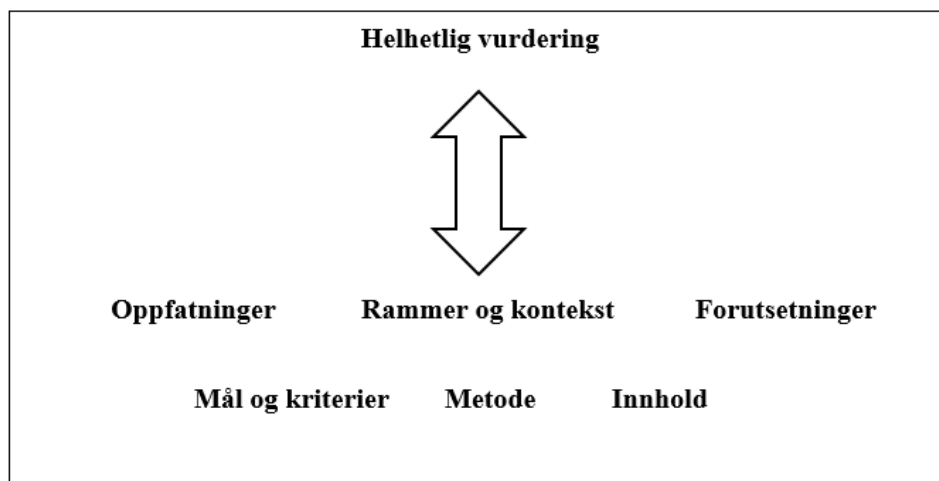 Helhetlig vurdering
Oppfatninger Rammer og kontekst Forutsetninger
Mål og kriterier Metode Innhold